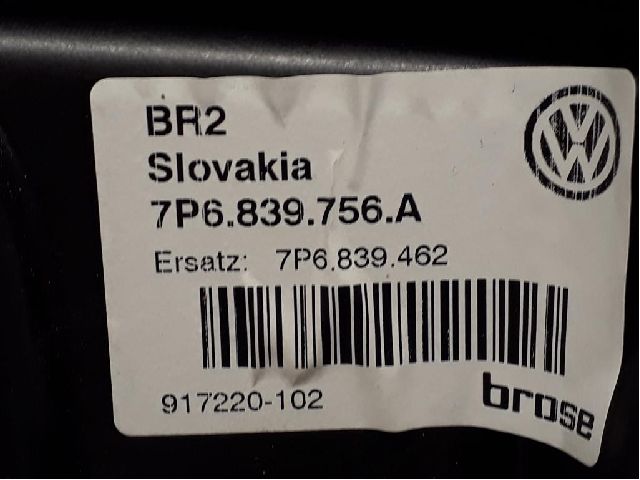 BR2
Slovakia
7P6.839.756.A
Ersatz: 7P6.839.462
917220-102
brose